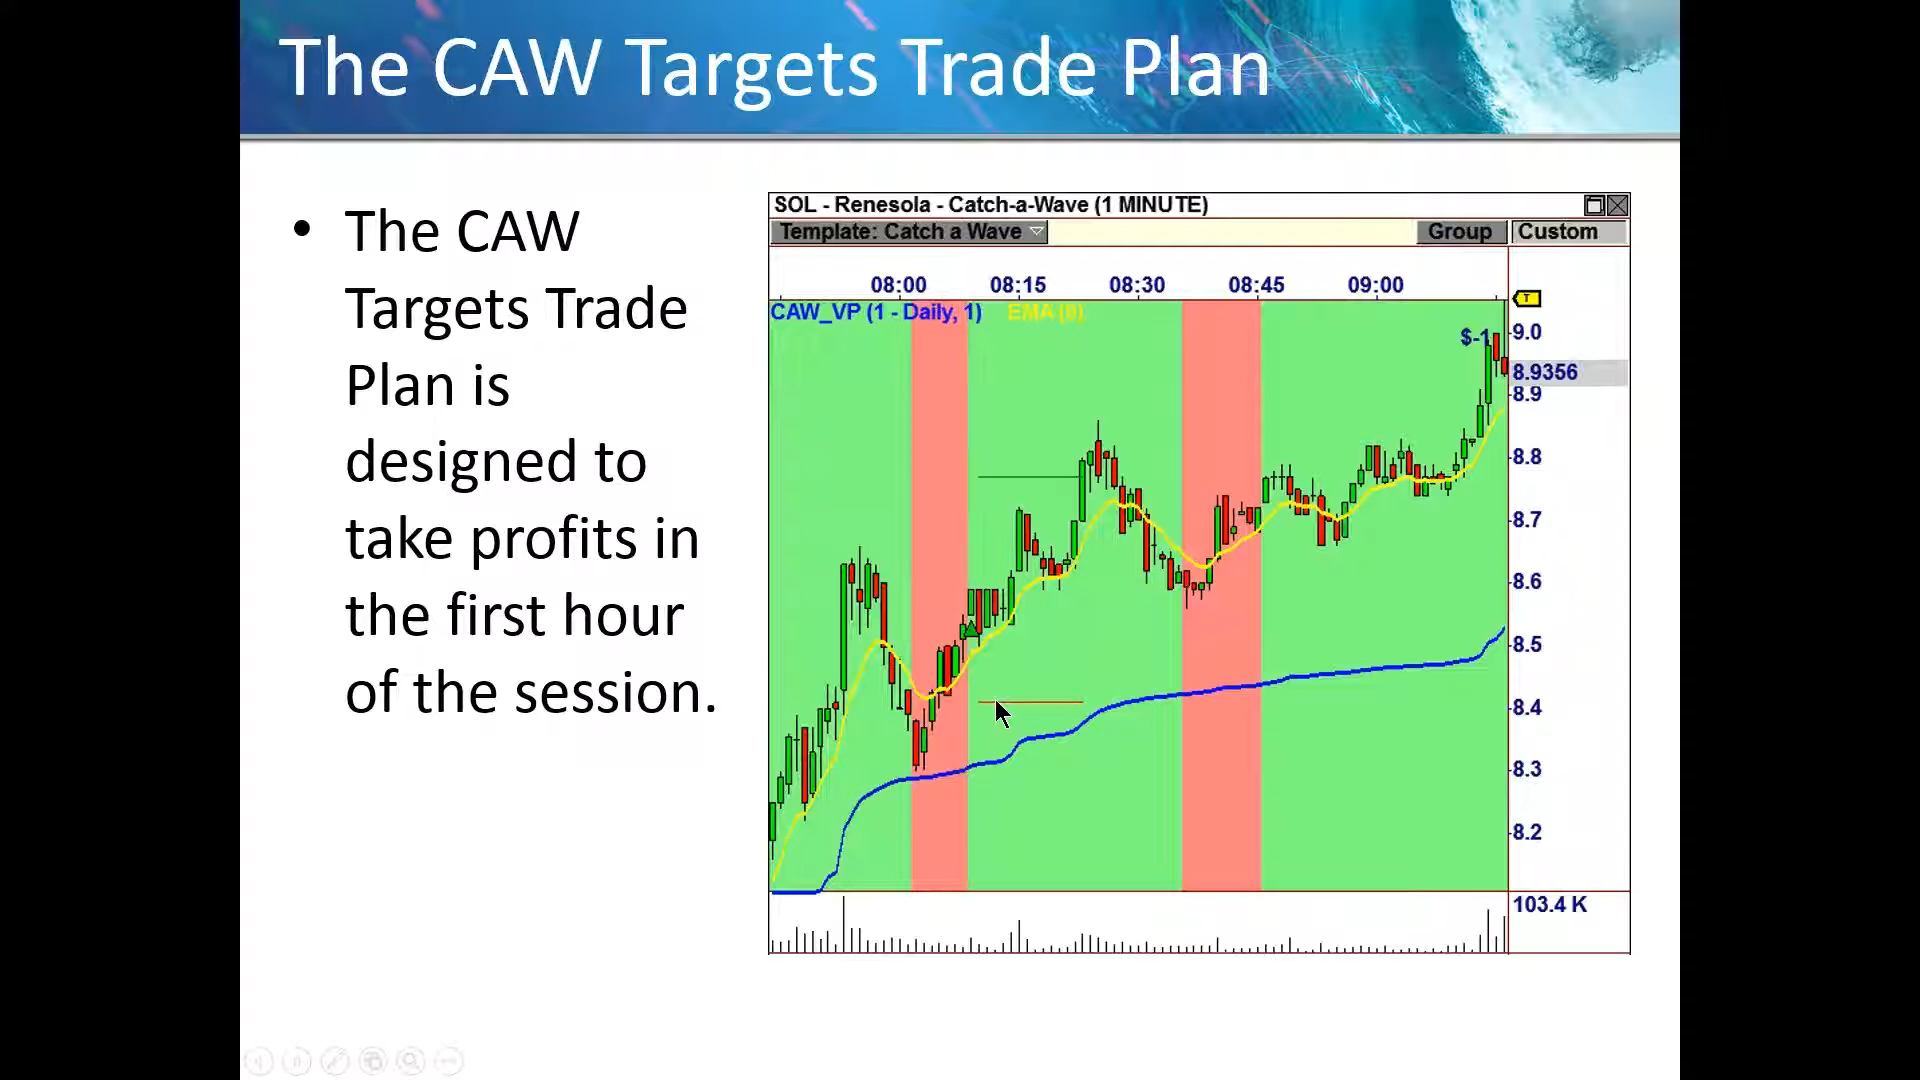 The CAW Targets Trade Plan
• The CAW
Targets Trade
Plan is
designed to
take profits in
the first hour
of the session.
SOL - Renesola - Catch-a-Wave (1 MINUTE)
Template: Catch a Wave
Group
Custom
08:00 08:15 08:30 08:45 09:00
CAW_VP (1 - Daily, 1)
T
$-1
9.0
8.9356
8.9
8.8
8.7
8.6
8.5
8.4
8.3
8.2
103.4 K